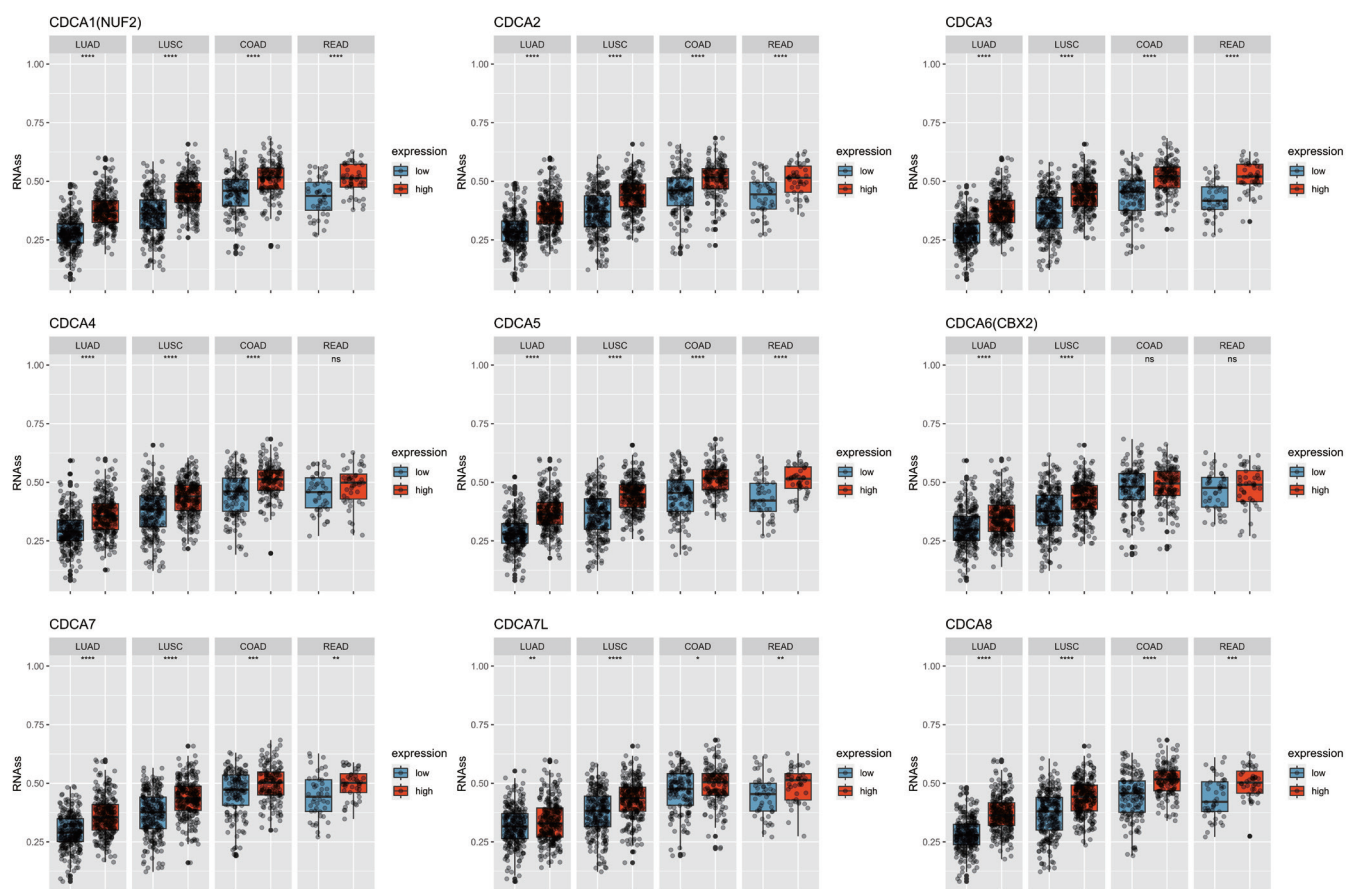 CDCA1(NUF2)
LUAD LUSC COAD READ
**** **** **** ****
1.00
0.75
0.50
0.25
RNAss
expression
low
high
CDCA2
LUAD LUSC COAD READ
**** **** **** ****
1.00
0.75
0.50
0.25
RNAss
expression
low
high
CDCA3
LUAD LUSC COAD READ
**** **** **** ****
1.00
0.75
0.50
0.25
RNAss
expression
low
high
CDCA4
LUAD LUSC COAD READ
**** **** **** ns
1.00
0.75
0.50
0.25
RNAss
expression
low
high
CDCA5
LUAD LUSC COAD READ
**** **** **** ****
1.00
0.75
0.50
0.25
RNAss
expression
low
high
CDCA6(CBX2)
LUAD LUSC COAD READ
**** **** ns ns
1.00
0.75
0.50
0.25
RNAss
expression
low
high
CDCA7
LUAD LUSC COAD READ
**** **** *** **
1.00
0.75
0.50
0.25
RNAss
expression
low
high
CDCA7L
LUAD LUSC COAD READ
** **** * **
1.00
0.75
0.50
0.25
RNAss
expression
low
high
CDCA8
LUAD LUSC COAD READ
**** **** **** ***
1.00
0.75
0.50
0.25
RNAss
expression
low
high